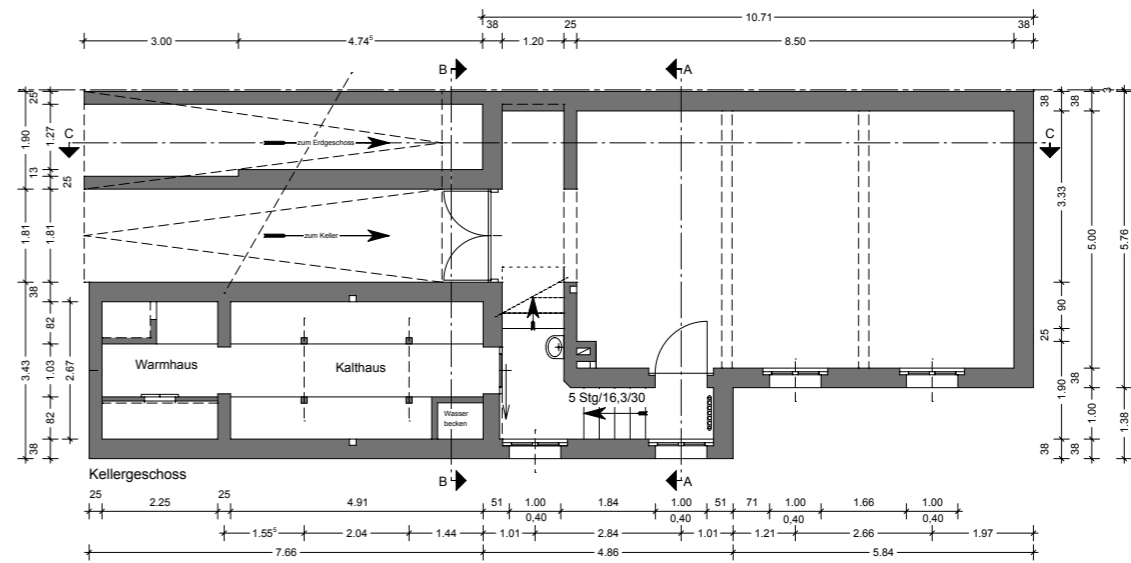 10.71
38 25 38
3.00 4.74⁵ 1.20 8.50
B A
C zum Erdgeschoss C
zum Keller
25 1.27 13 25 1.81 38 82 1.03 82 38
1.90 1.81 3.43
2.67
38 3.33 90 25 1.90 38
38 5.00 38 1.00 38
3 5.76 1.38
Warmhaus Kalthaus
5 Stg/16,3/30
Wasser
becken
B A
Kellergeschoss
25 2.25 25 4.91 51 1.00 1.84 1.00 51 71 1.00 1.66 1.00
0,40 0,40 0,40 0,40
1.55⁵ 2.04 1.44 1.01 2.84 1.01 1.21 2.66 1.97
7.66 4.86 5.84